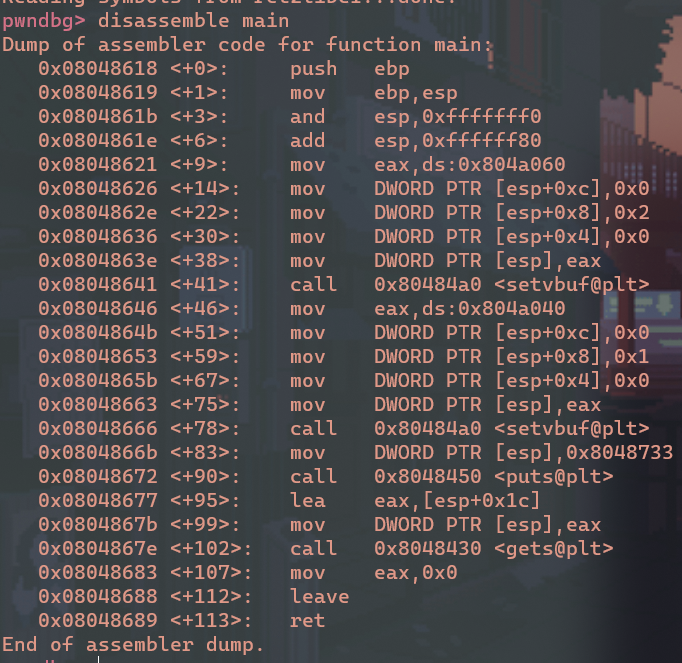 pwndbg> disassemble main
Dump of assembler code for function main:
0x08048618 <+0>: push ebp
0x08048619 <+1>: mov ebp,esp
0x0804861b <+3>: and esp,0xfffffff0
0x0804861e <+6>: add esp,0xffffff80
0x08048621 <+9>: mov eax,ds:0x804a060
0x08048626 <+14>: mov DWORD PTR [esp+0xc],0x0
0x0804862e <+22>: mov DWORD PTR [esp+0x8],0x2
0x08048636 <+30>: mov DWORD PTR [esp+0x4],0x0
0x0804863e <+38>: mov DWORD PTR [esp],eax
0x08048641 <+41>: call 0x80484a0 <setvbuf@plt>
0x08048646 <+46>: mov eax,ds:0x804a040
0x0804864b <+51>: mov DWORD PTR [esp+0xc],0x0
0x08048653 <+59>: mov DWORD PTR [esp+0x8],0x1
0x0804865b <+67>: mov DWORD PTR [esp+0x4],0x0
0x08048663 <+75>: mov DWORD PTR [esp],eax
0x08048666 <+78>: call 0x80484a0 <setvbuf@plt>
0x0804866b <+83>: mov DWORD PTR [esp],0x8048733
0x08048672 <+90>: call 0x8048450 <puts@plt>
0x08048677 <+95>: lea eax,[esp+0x1c]
0x0804867b <+99>: mov DWORD PTR [esp],eax
0x0804867e <+102>: call 0x8048430 <gets@plt>
0x08048683 <+107>: mov eax,0x0
0x08048688 <+112>: leave
0x08048689 <+113>: ret
End of assembler dump.